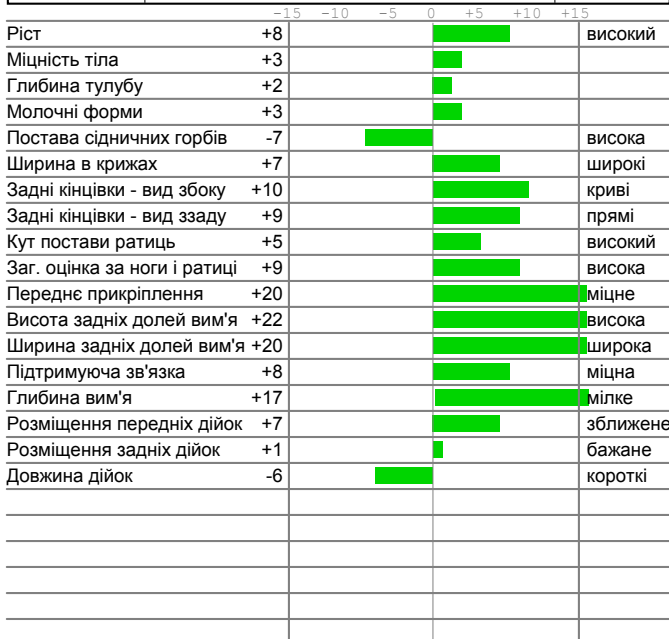 -15 -10 -5 0 +5 +10 +15
Ріст +8 високий
Міцність тіла +3
Глибина тулубу +2
Молочні форми +3
Постава сідничних горбів -7 висока
Ширина в крижах +7 широкі
Задні кінцівки - вид збоку +10 криві
Задні кінцівки - вид ззаду +9 прямі
Кут постави ратиць +5 високий
Заг. оцінка за ноги і ратиці +9 висока
Переднє прикріплення +20 міцне
Висота задніх долей вим'я +22 висока
Ширина задніх долей вим'я +20 широка
Підтримуюча зв'язка +8 міцна
Глибина вим'я +17 мілке
Розміщення передніх дійок +7 зближене
Розміщення задніх дійок +1 бажане
Довжина дійок -6 короткі